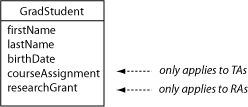 GradStudent
firstName
lastName
birthDate
courseAssignment only applies to TAs
researchGrant only applies to RAs